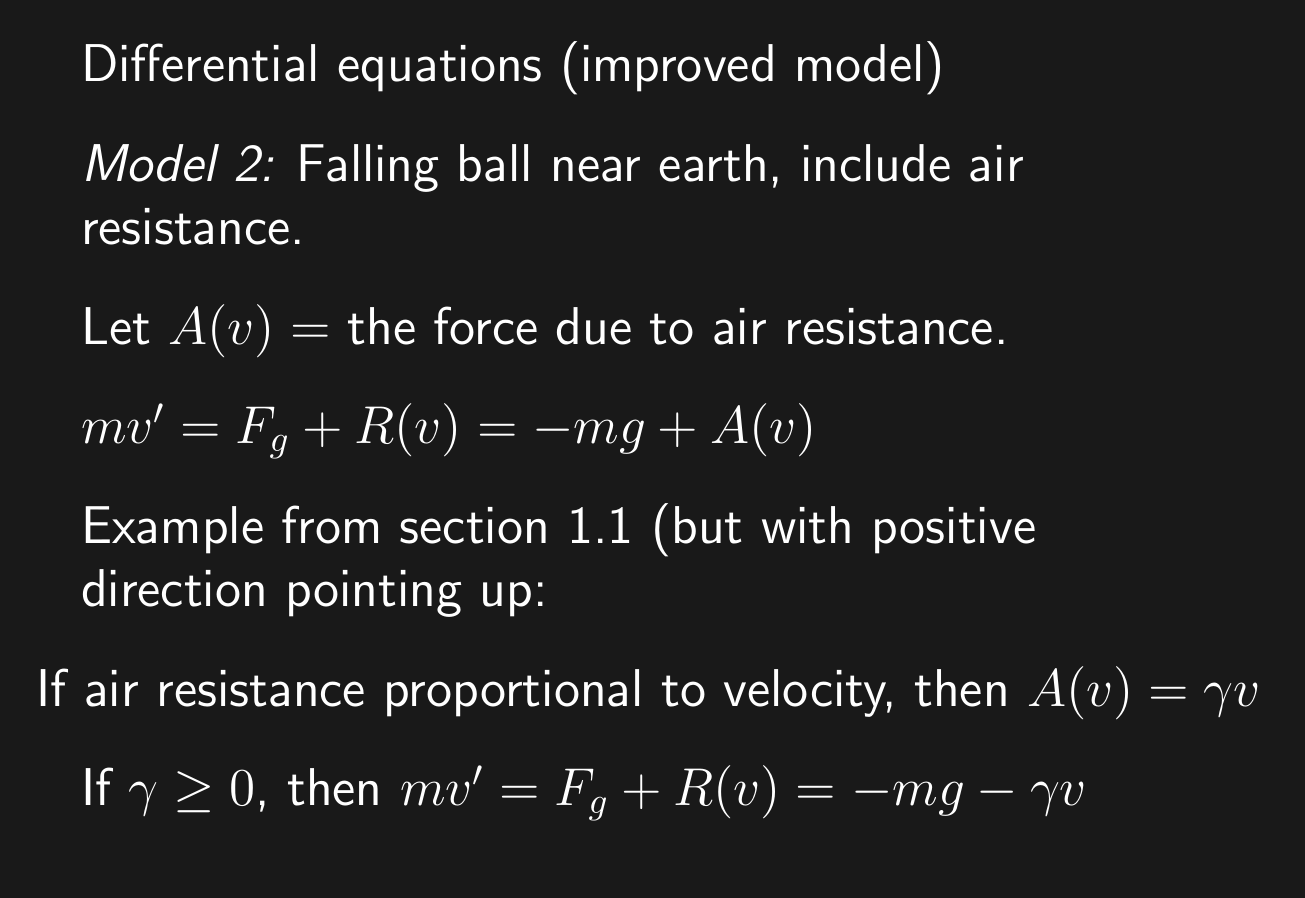 Differential equations (improved model)
Model 2: Falling ball near earth, include air
resistance.
Let A(v) = the force due to air resistance.
mv′ = F_g + R(v) = −mg + A(v)
Example from section 1.1 (but with positive
direction pointing up:
If air resistance proportional to velocity, then A(v) = γv
If γ ≥ 0, then mv′ = F_g + R(v) = −mg − γv